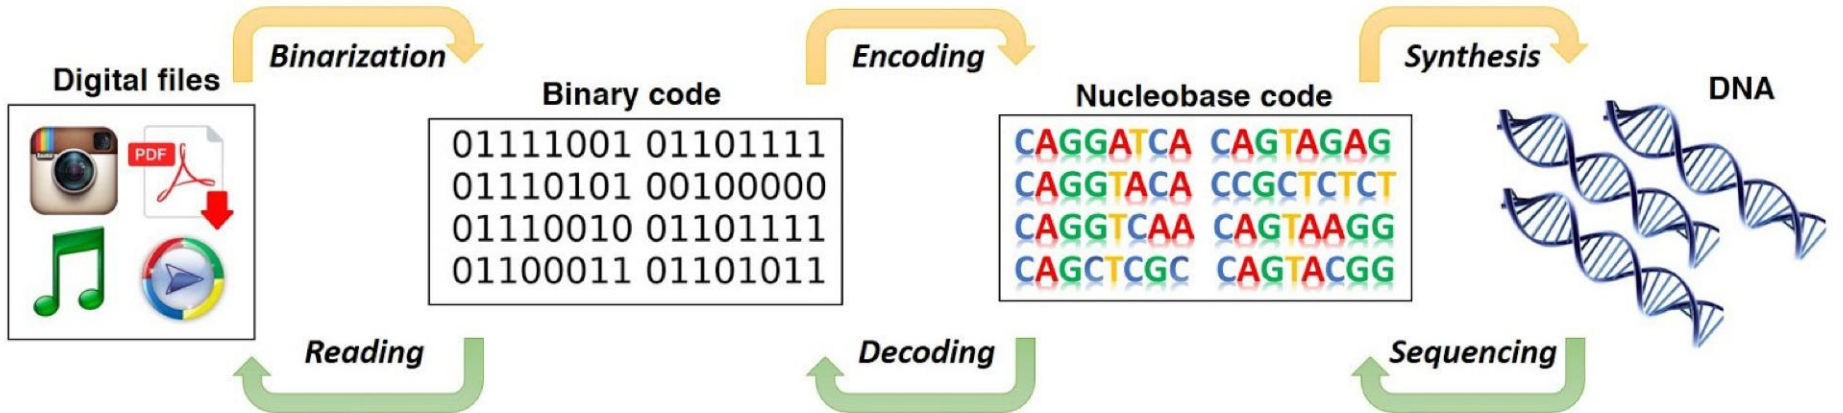 Binarization
Encoding
Synthesis
Digital files
Binary code
Nucleobase code
DNA
PDF
01111001 01101111
01110101 00100000
01110010 01101111
01100011 01101011
CAGGATCA CAGTAGAG
CAGGTACA CCGCTCTCT
CAGGTCAA CAGTAAGG
CAGCTCGC CAGTACGG
Reading
Decoding
Sequencing